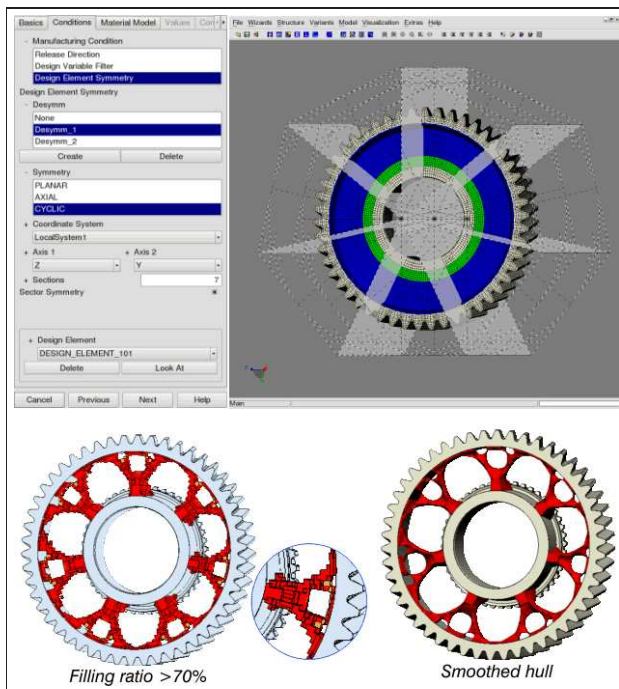 Basics Conditions Material Model Values
- Manufacturing Condition
Release Direction
Design Variable Filter
Design Element Symmetry
Design Element Symmetry
- Desymm
None
Desymm_1
Desymm_2
Create Delete
- Symmetry
PLANAR
AXIAL
CYCLIC
+ Coordinate System
LocalSystem1
+ Axis 1 + Axis 2
Z Y
+ Sections 7
Sector Symmetry
+ Design Element
DESIGN_ELEMENT_101
Delete Look At
Cancel Previous Next Help
File Wizards Structure Variants Model Visualization Extras Help
Main
Filling ratio >70%
Smoothed hull